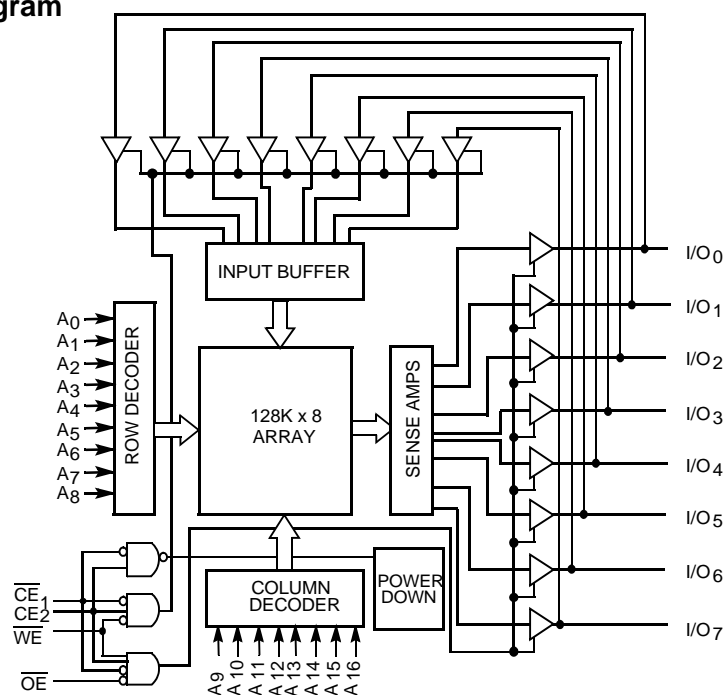 gram
INPUT BUFFER
I/O0
I/O1
I/O2
I/O3
I/O4
I/O5
I/O6
I/O7
A0
A1
A2
A3
A4
A5
A6
A7
A8
ROW DECODER
128K x 8
ARRAY
SENSE AMPS
COLUMN
DECODER
POWER
DOWN
CE1
CE2
WE
OE
A9
A10
A11
A12
A13
A14
A15
A16